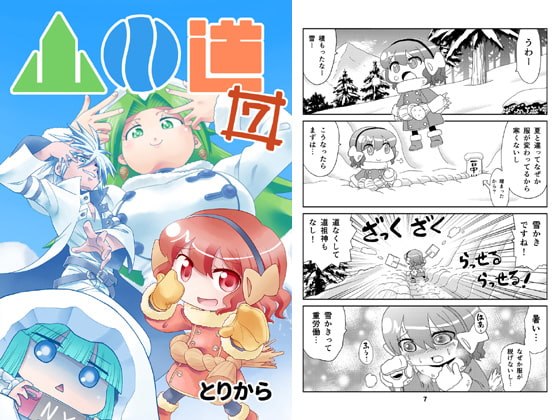 山の道
7
NY
とりから
うわー
積もったなー
雪ー
夏と違ってなぜか
服が変わってるから
寒くないし
こうなったら
まずは…
積まった
から?
雪かき
ですね!
ざっく ざく
らっせる
らっせる!
道なくして
道祖神も
なし!
暑い…
なぜか服が
脱げないし…
はぁ
ふぅ
雪かきって
重労働…
7